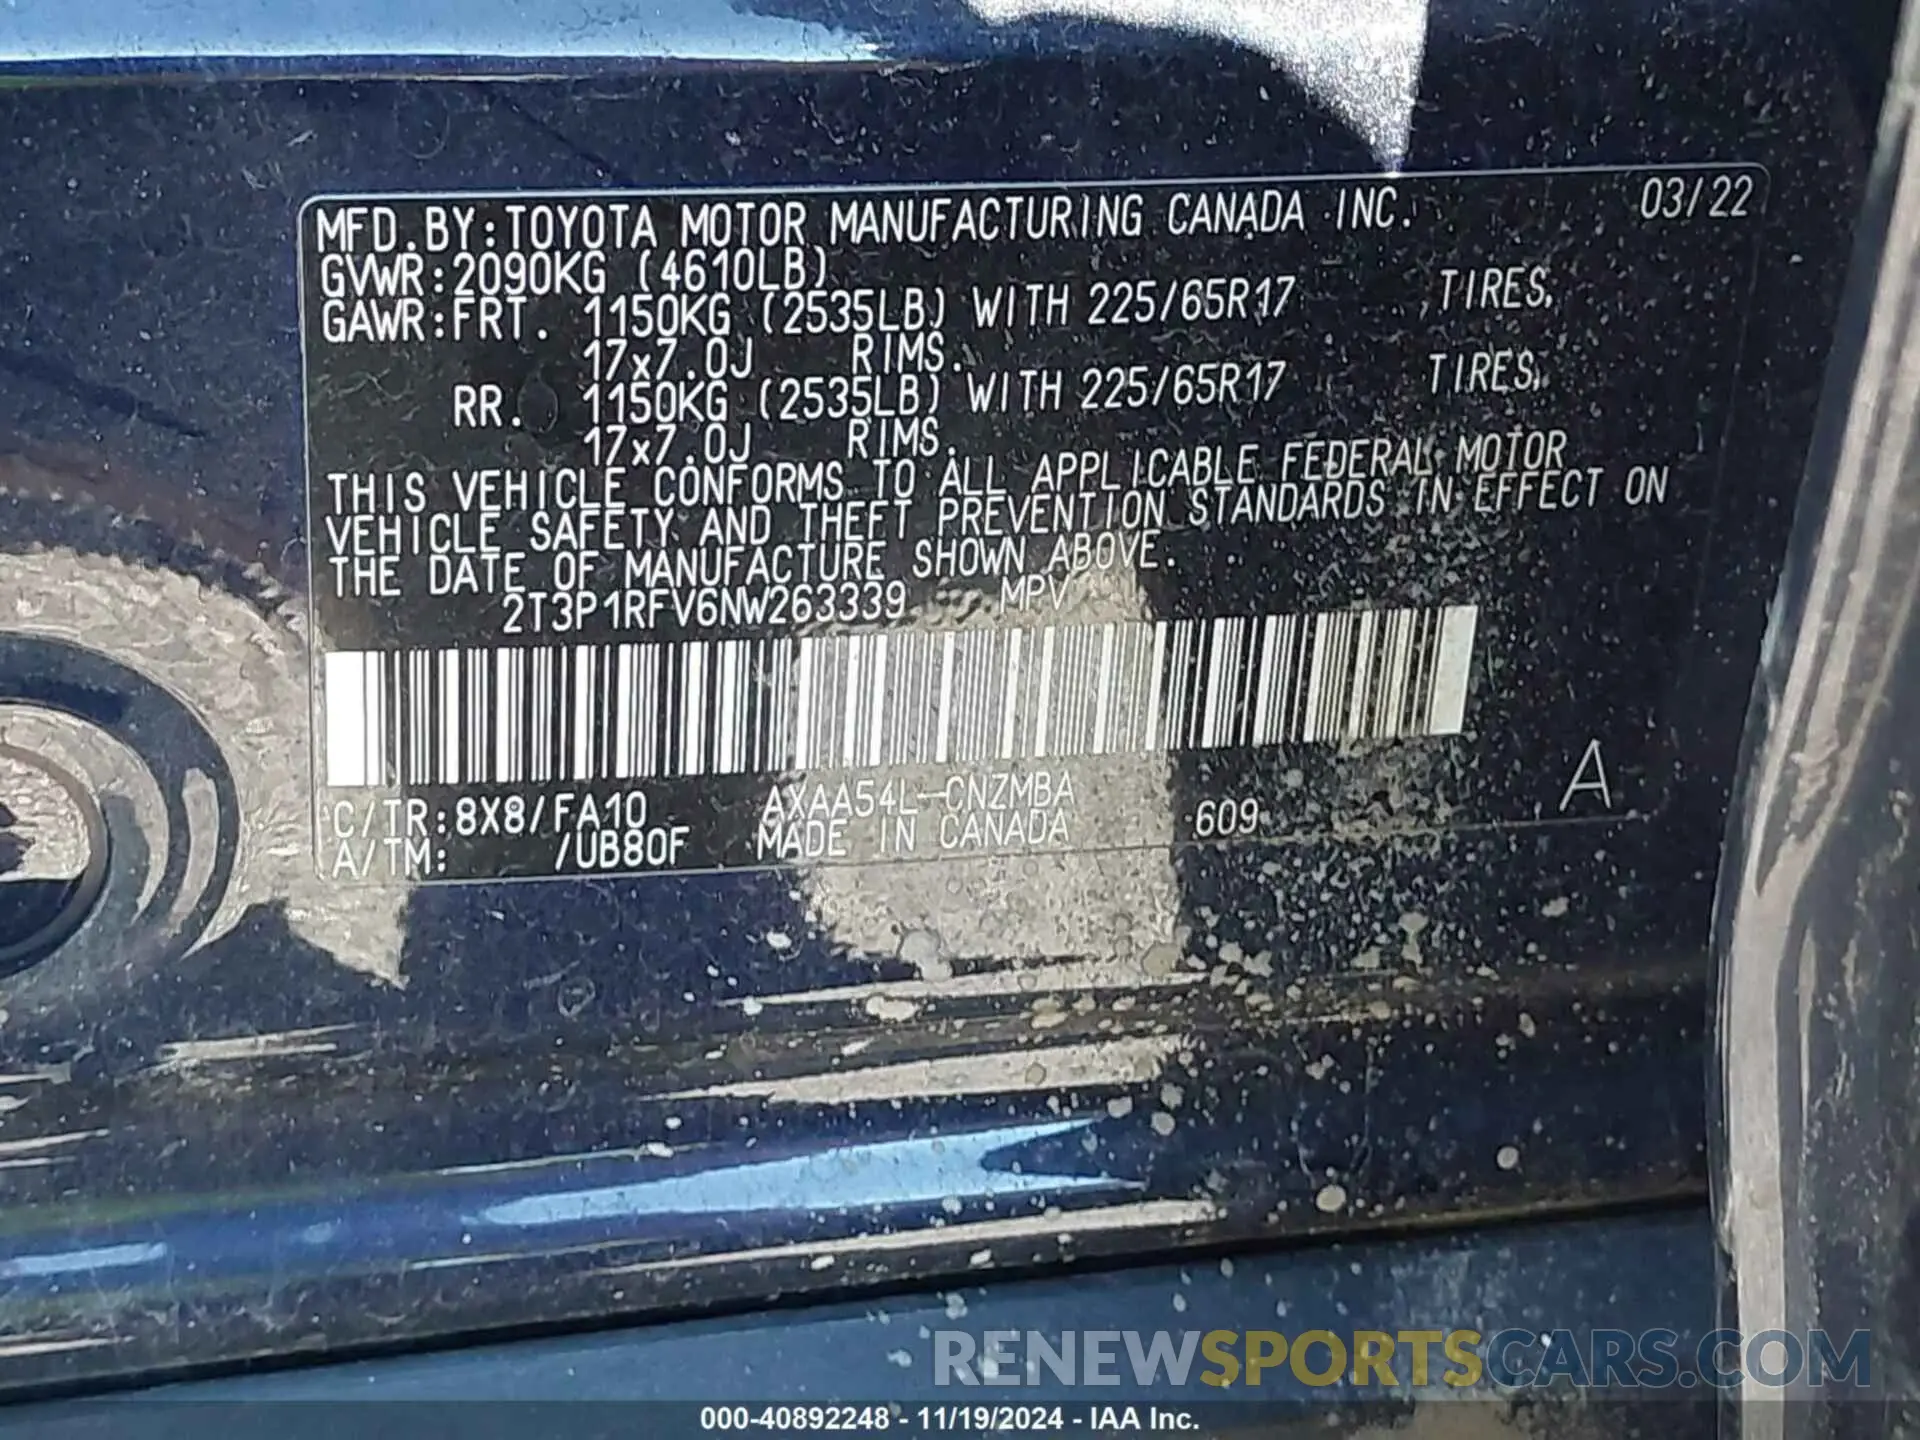 MFD.BY:TOYOTA MOTOR MANUFACTURING CANADA INC. 03/22
GVWR:2090KG (4610LB)
GAWR:FRT. 1150KG (2535LB) WITH 225/65R17 TIRES,
17x7.0J RIMS.
RR. 1150KG (2535LB) WITH 225/65R17 TIRES,
17x7.0J RIMS.
THIS VEHICLE CONFORMS TO ALL APPLICABLE FEDERAL MOTOR
VEHICLE SAFETY AND THEFT PREVENTION STANDARDS IN EFFECT ON
THE DATE OF MANUFACTURE SHOWN ABOVE.
2T3P1RFV6NW263339 MPV
C/TR:8X8/FA10 AXAA54L-CNZMBA
A/TM: /UB80F MADE IN CANADA 609 A
RENEWSPORTSCARS.COM
000-40892248 - 11/19/2024 - IAA Inc.